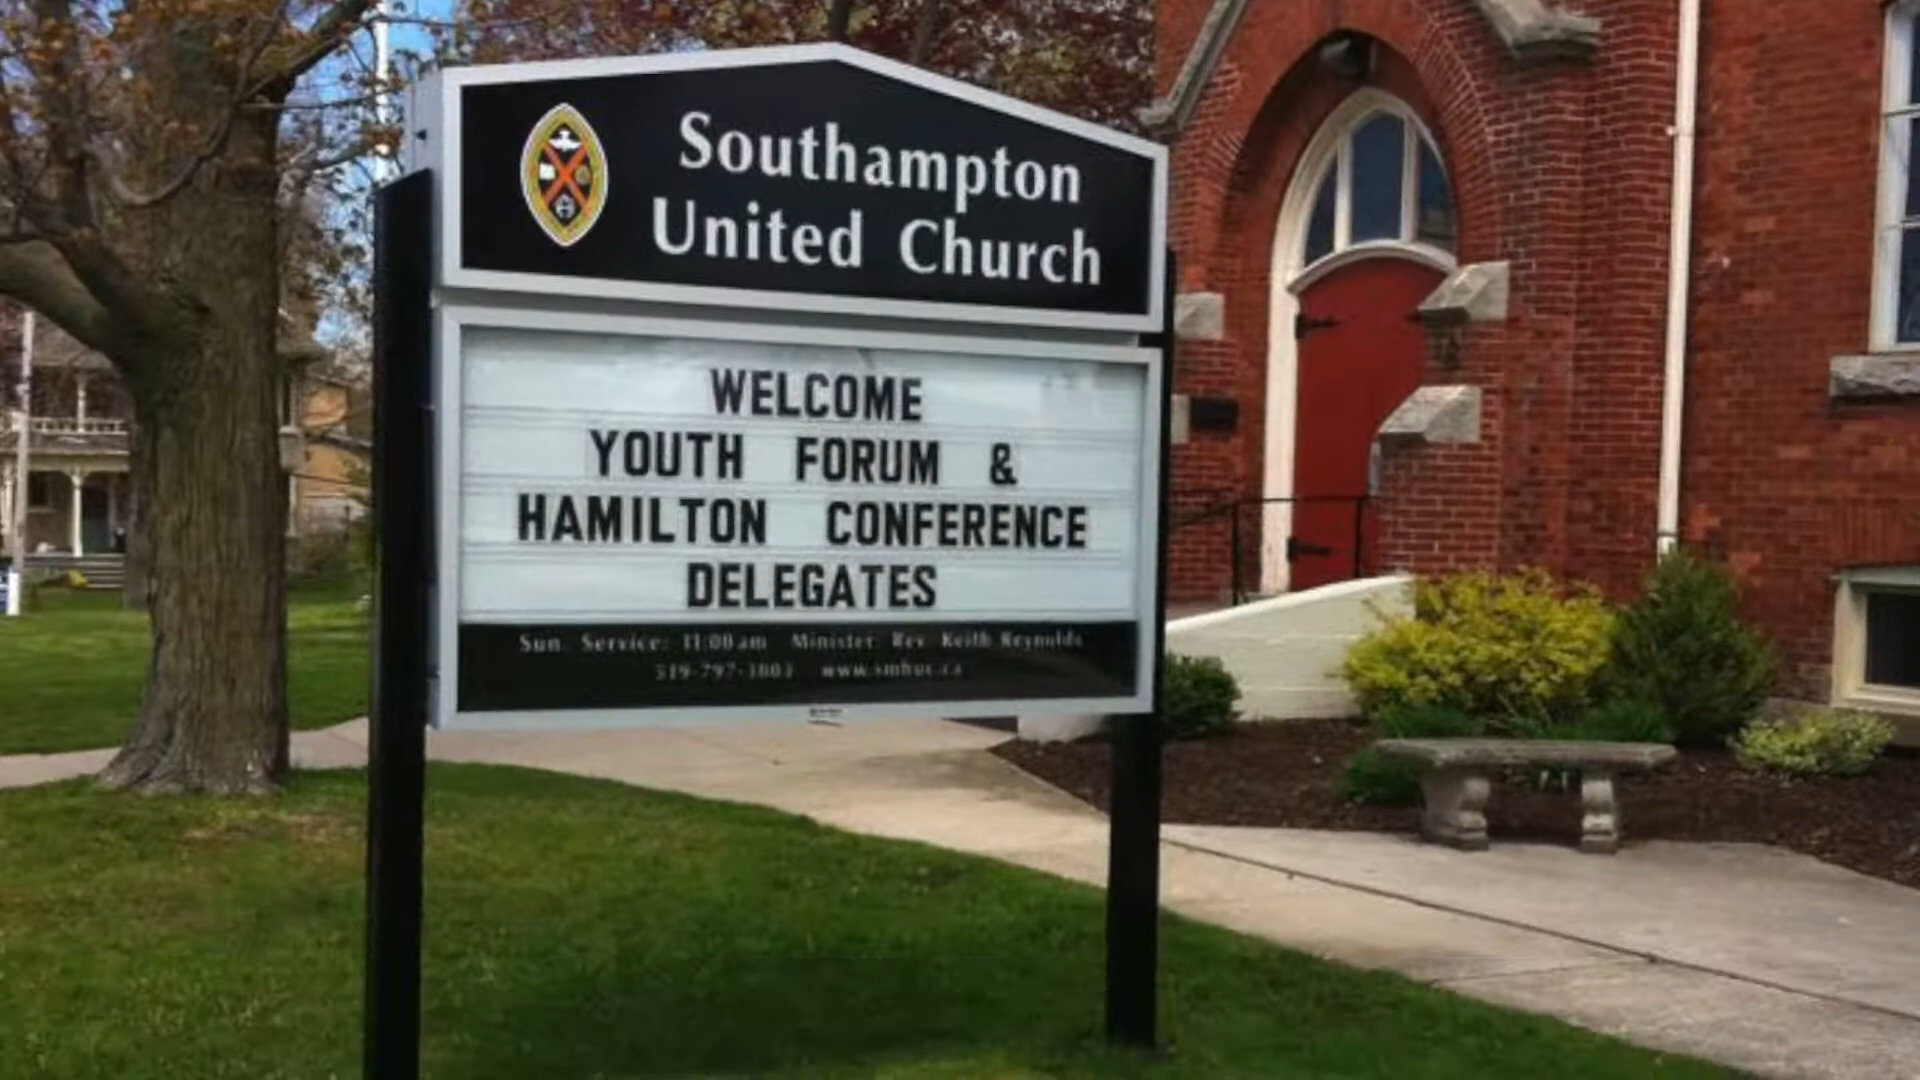 Southampton
United Church
WELCOME
YOUTH FORUM &
HAMILTON CONFERENCE
DELEGATES
Sun. Service: 11:00 am Minister: Rev. Keith Reynolds
519-797-3803